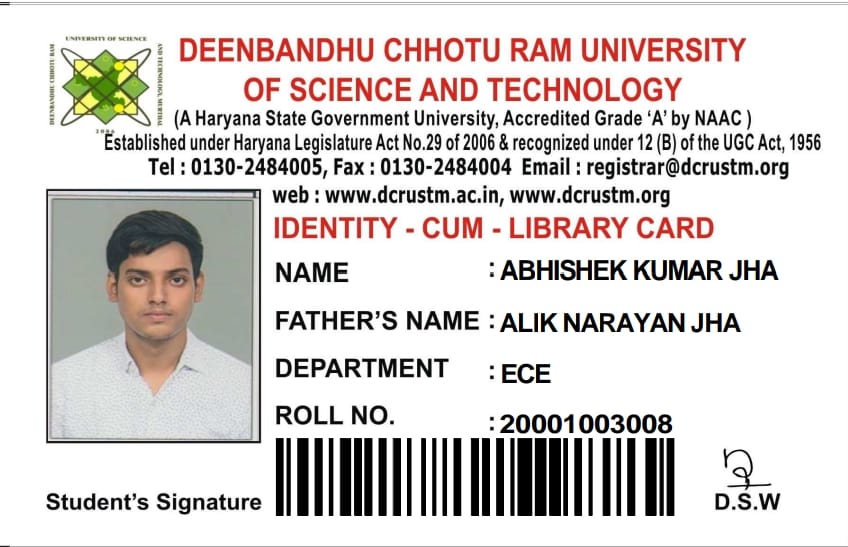 UNIVERSITY OF SCIENCE
DEENBANDHU CHHOTU RAM
AND TECHNOLOGY, MURTHAL
2006
DEENBANDHU CHHOTU RAM UNIVERSITY
OF SCIENCE AND TECHNOLOGY
(A Haryana State Government University, Accredited Grade ‘A’ by NAAC )
Established under Haryana Legislature Act No.29 of 2006 & recognized under 12 (B) of the UGC Act, 1956
Tel : 0130-2484005, Fax : 0130-2484004 Email : registrar@dcrustm.org
web : www.dcrustm.ac.in, www.dcrustm.org
IDENTITY - CUM - LIBRARY CARD
NAME : ABHISHEK KUMAR JHA
FATHER’S NAME : ALIK NARAYAN JHA
DEPARTMENT : ECE
ROLL NO. : 20001003008
Student’s Signature
D.S.W